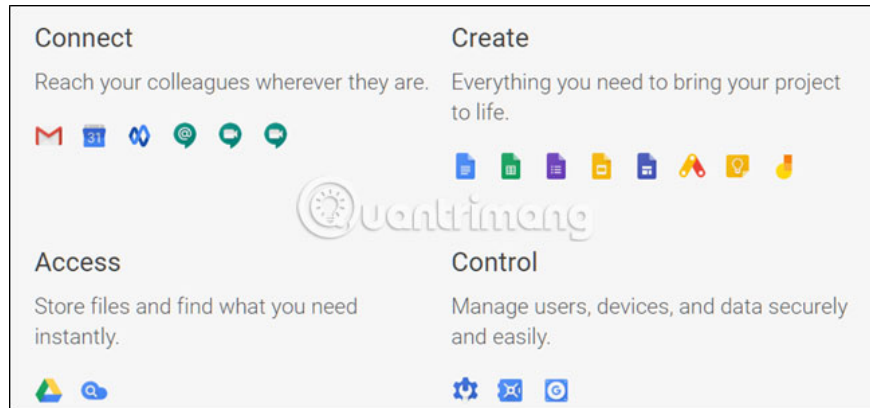 Connect
Reach your colleagues wherever they are.
31
Create
Everything you need to bring your project
to life.
Quantrimang
Access
Store files and find what you need
instantly.
Control
Manage users, devices, and data securely
and easily.
G